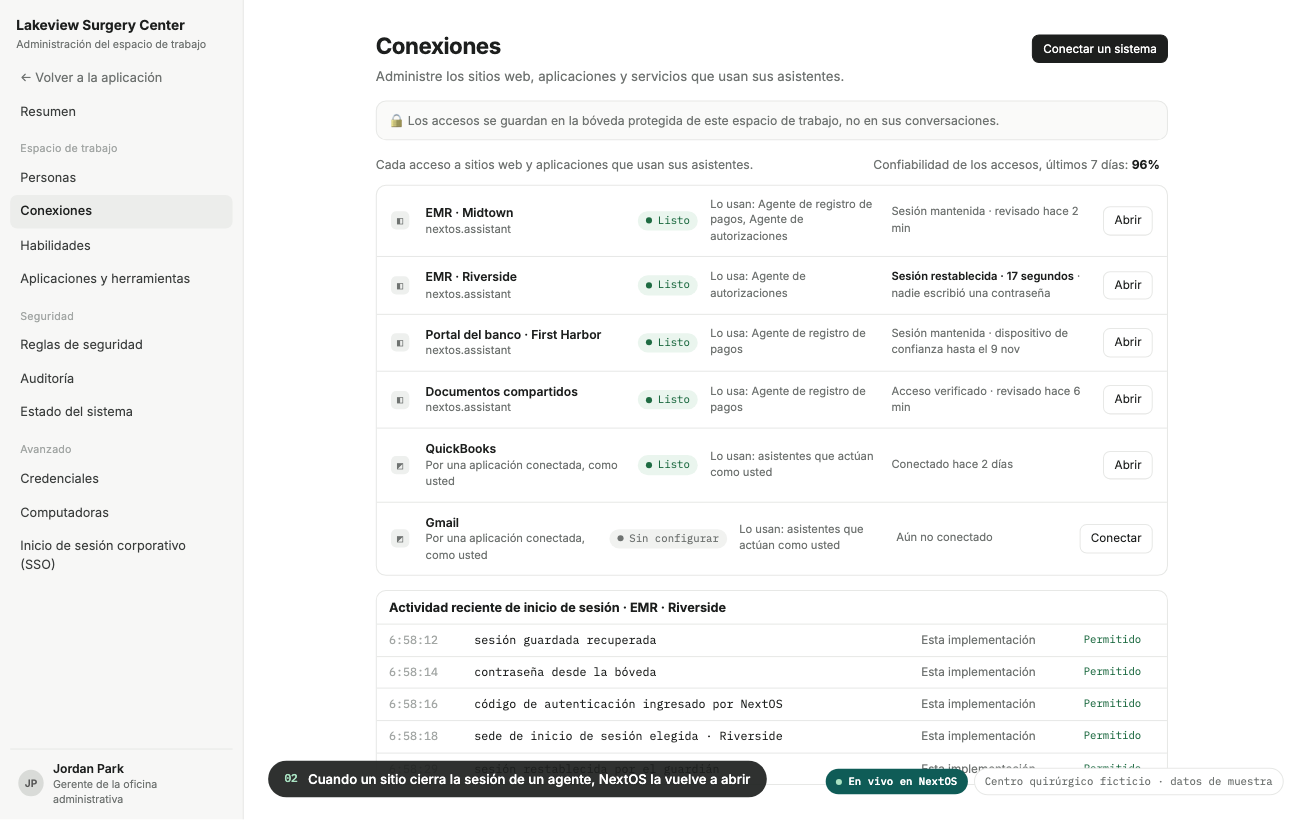 Lakeview Surgery Center
Administración del espacio de trabajo
← Volver a la aplicación
Resumen
Espacio de trabajo
Personas
Conexiones
Habilidades
Aplicaciones y herramientas
Seguridad
Reglas de seguridad
Auditoría
Estado del sistema
Avanzado
Credenciales
Computadoras
Inicio de sesión corporativo
(SSO)
JP
Jordan Park
Gerente de la oficina
administrativa
Conexiones
Conectar un sistema
Administre los sitios web, aplicaciones y servicios que usan sus asistentes.
Los accesos se guardan en la bóveda protegida de este espacio de trabajo, no en sus conversaciones.
Cada acceso a sitios web y aplicaciones que usan sus asistentes.
Confiabilidad de los accesos, últimos 7 días: 96%
EMR · Midtown
nextos.assistant
Listo
Lo usan: Agente de registro de
pagos, Agente de
autorizaciones
Sesión mantenida · revisado hace 2
min
Abrir
EMR · Riverside
nextos.assistant
Listo
Lo usa: Agente de
autorizaciones
Sesión restablecida · 17 segundos ·
nadie escribió una contraseña
Abrir
Portal del banco · First Harbor
nextos.assistant
Listo
Lo usa: Agente de registro de
pagos
Sesión mantenida · dispositivo de
confianza hasta el 9 nov
Abrir
Documentos compartidos
nextos.assistant
Listo
Lo usa: Agente de registro de
pagos
Acceso verificado · revisado hace 6
min
Abrir
QuickBooks
Por una aplicación conectada, como
usted
Listo
Lo usan: asistentes que actúan
como usted
Conectado hace 2 días
Abrir
Gmail
Por una aplicación conectada,
como usted
Sin configurar
Lo usan: asistentes que
actúan como usted
Aún no conectado
Conectar
Actividad reciente de inicio de sesión · EMR · Riverside
6:58:12 sesión guardada recuperada Esta implementación Permitido
6:58:14 contraseña desde la bóveda Esta implementación Permitido
6:58:16 código de autenticación ingresado por NextOS Esta implementación Permitido
6:58:18 sede de inicio de sesión elegida · Riverside Esta implementación Permitido
02 Cuando un sitio cierra la sesión de un agente, NextOS la vuelve a abrir
En vivo en NextOS
Centro quirúrgico ficticio · datos de muestra